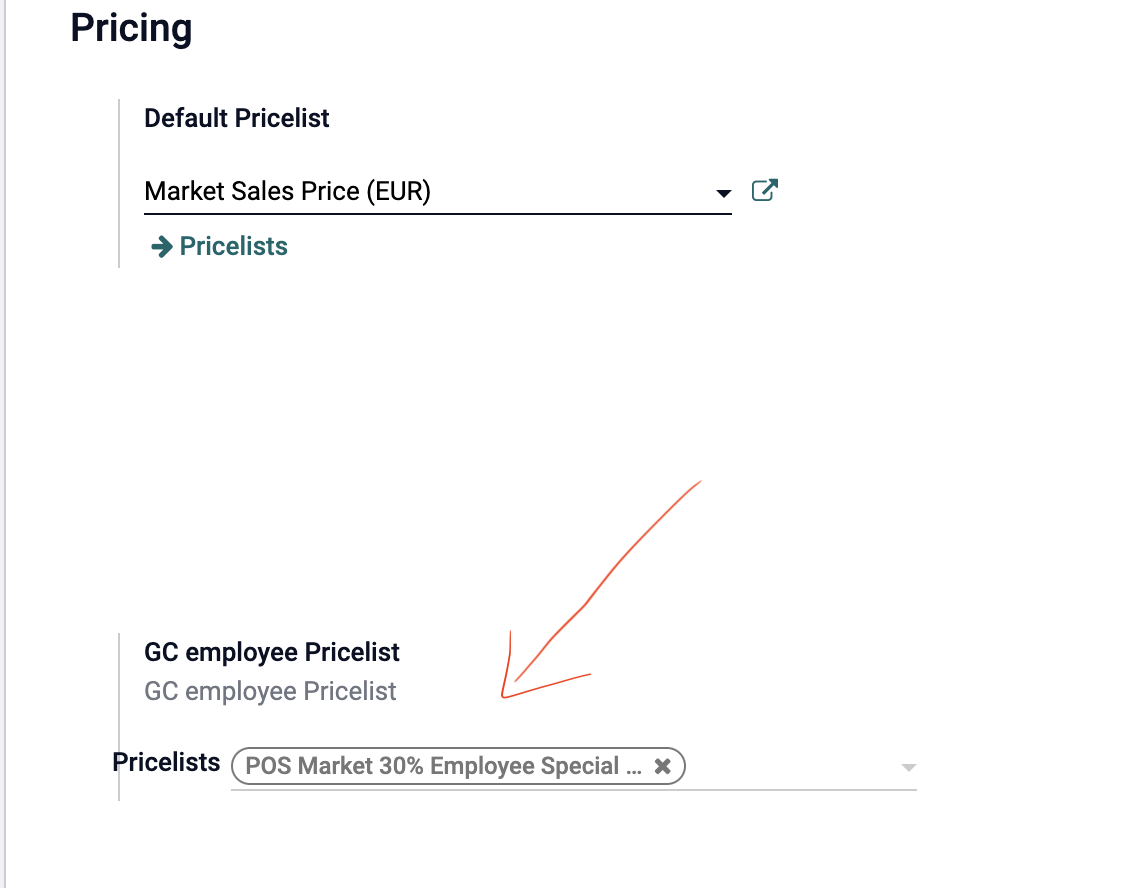 Pricing
Default Pricelist
Market Sales Price (EUR)
Pricelists
GC employee Pricelist
GC employee Pricelist
Pricelists POS Market 30% Employee Special ...